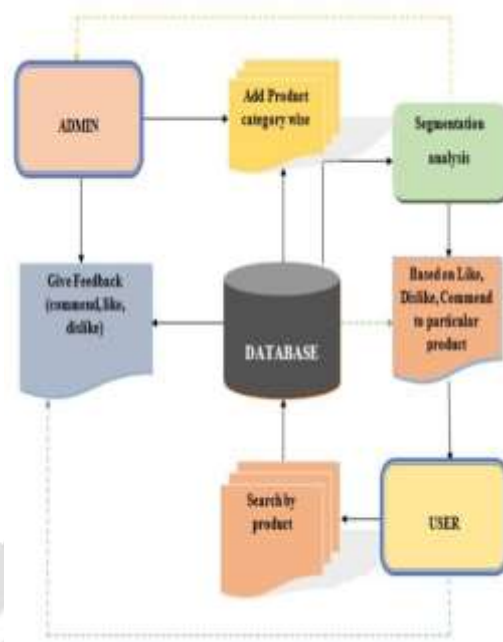 ADMIN
Add Product
category wise
Segmentation
analysis
Give Feedback
(commend, like,
dislike)
DATABASE
Based on Like,
Dislike, Commend
to particular
product
Search by
product
USER